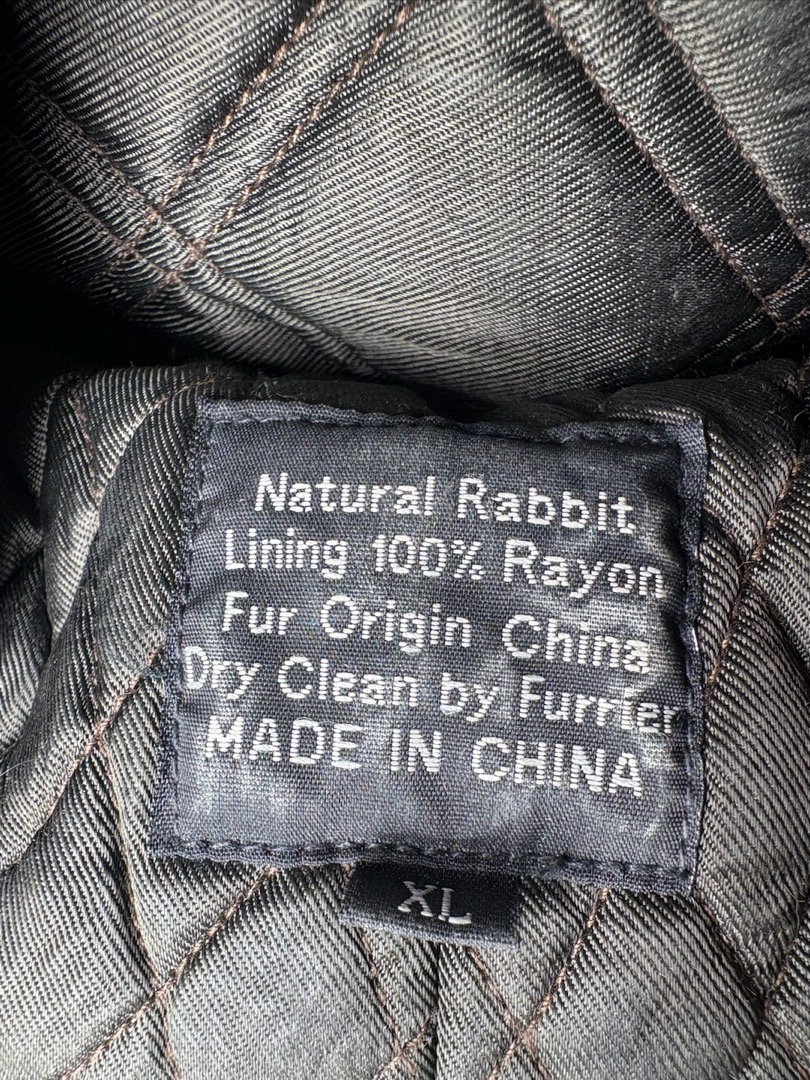 Natural Rabbit
Lining 100% Rayon
Fur Origin China
Dry Clean by Furrier
MADE IN CHINA
XL